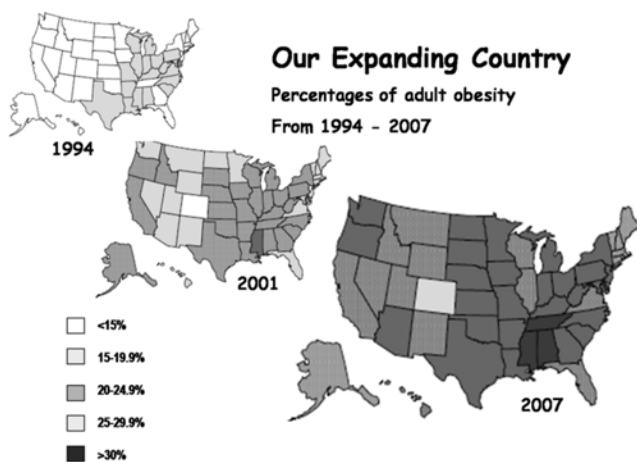 Our Expanding Country
Percentages of adult obesity
From 1994 - 2007
1994
2001
2007
<15%
15-19.9%
20-24.9%
25-29.9%
>30%